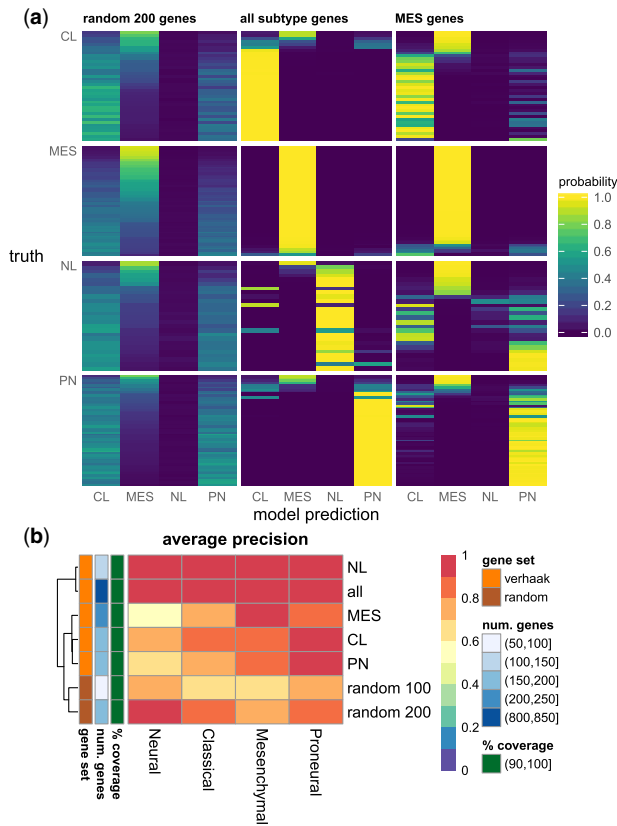 (a)
random 200 genes
all subtype genes
MES genes
CL
MES
NL
PN
truth
probability
1.0
0.8
0.6
0.4
0.2
0.0
CL MES NL PN
CL MES NL PN
CL MES NL PN
model prediction
(b)
average precision
NL
all
MES
CL
PN
random 100
random 200
gene set
num. genes
% coverage
Neural
Classical
Mesenchymal
Proneural
1
0.8
0.6
0.4
0.2
0
gene set
verhaak
random
num. genes
(50,100]
(100,150]
(150,200]
(200,250]
(800,850]
% coverage
(90,100]